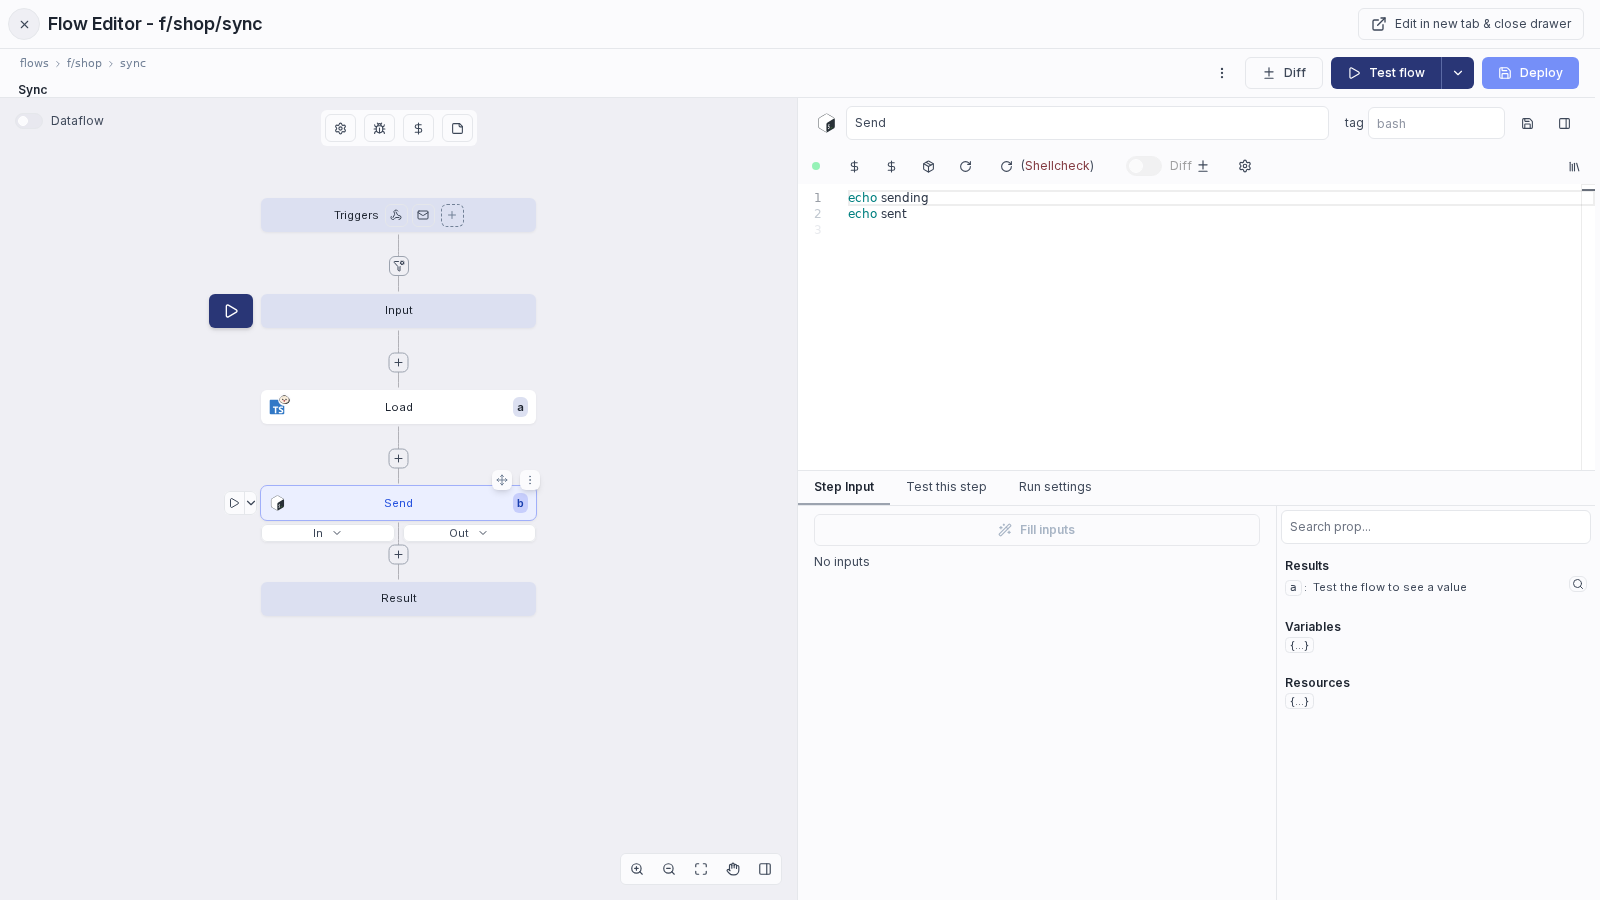 Flow Editor - f/shop/sync
Edit in new tab & close drawer
flows › f/shop › sync
Sync
Diff
Test flow
Deploy
Dataflow
Send
tag
bash
(Shellcheck)
Diff
Triggers
Input
Load
a
Send
b
In
Out
Result
1 echo sending
2 echo sent
3
Step Input
Test this step
Run settings
Fill inputs
No inputs
Search prop...
Results
a : Test the flow to see a value
Variables
{...}
Resources
{...}